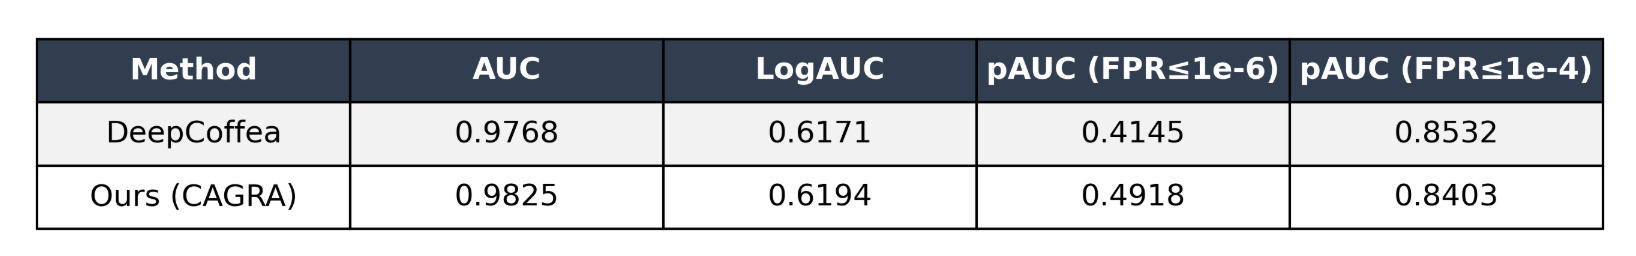 Method AUC LogAUC pAUC (FPR≤1e-6) pAUC (FPR≤1e-4)
DeepCoffea 0.9768 0.6171 0.4145 0.8532
Ours (CAGRA) 0.9825 0.6194 0.4918 0.8403